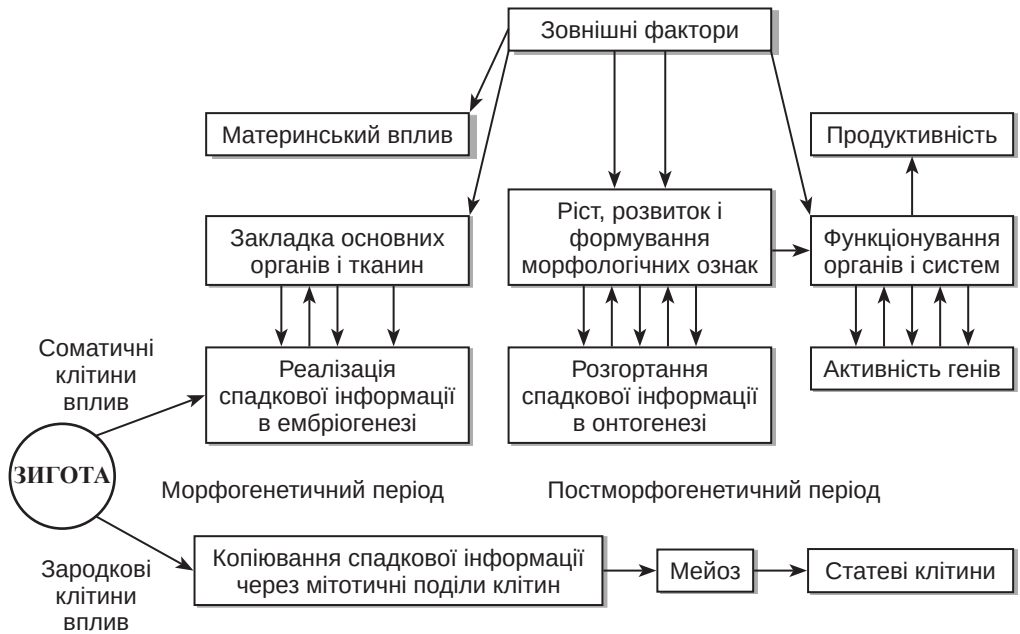 Зовнішні фактори
Материнський вплив
Продуктивність
Закладка основних
органів і тканин
Ріст, розвиток і
формування
морфологічних ознак
Функціонування
органів і систем
Соматичні
клітини
вплив
Реалізація
спадкової інформації
в ембріогенезі
Розгортання
спадкової інформації
в онтогенезі
Активність генів
ЗИГОТА
Морфогенетичний період
Постморфогенетичний період
Зародкові
клітини
вплив
Копіювання спадкової інформації
через мітотичні поділи клітин
Мейоз
Статеві клітини